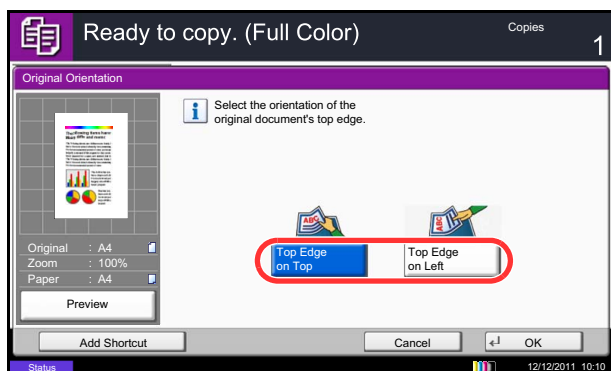 Ready to copy. (Full Color)
Copies
1
Original Orientation
Select the orientation of the
original document's top edge.
ABC
ABC
Original : A4
Zoom : 100%
Paper : A4
Preview
Top Edge
on Top
Top Edge
on Left
Add Shortcut
Cancel
OK
Status
12/12/2011 10:10